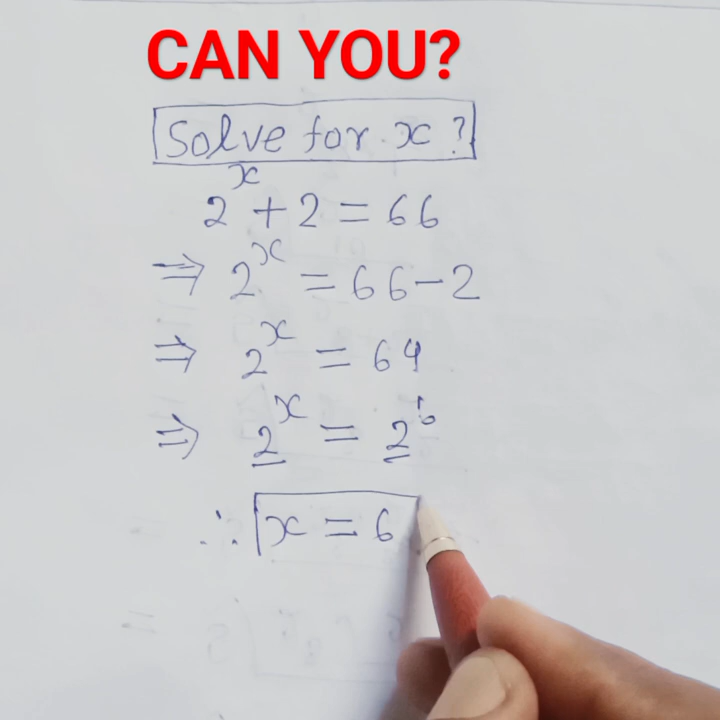 CAN YOU?
Solve for x?
2^x + 2 = 66
⇒ 2^x = 66 - 2
⇒ 2^x = 64
⇒ 2^x = 2^6
∴ x = 6